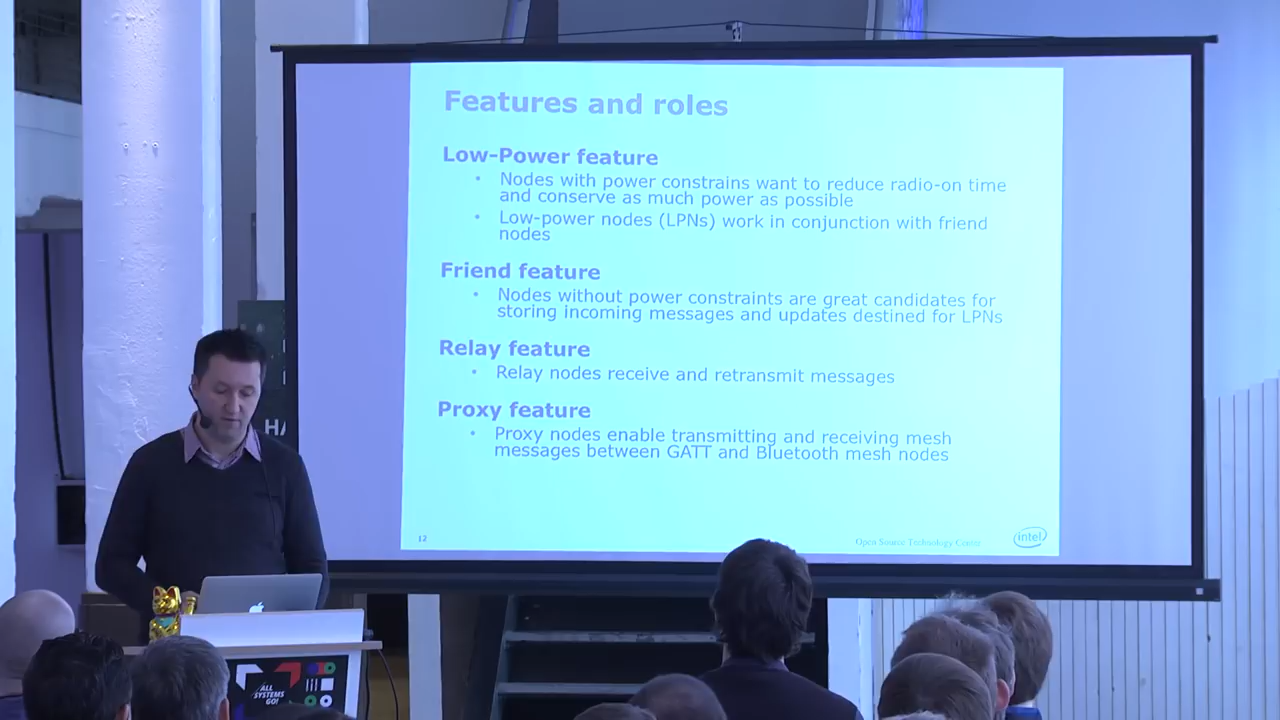 Features and roles
Low-Power feature
• Nodes with power constrains want to reduce radio-on time
and conserve as much power as possible
• Low-power nodes (LPNs) work in conjunction with friend
nodes
Friend feature
• Nodes without power constraints are great candidates for
storing incoming messages and updates destined for LPNs
Relay feature
• Relay nodes receive and retransmit messages
Proxy feature
• Proxy nodes enable transmitting and receiving mesh
messages between GATT and Bluetooth mesh nodes
12
Open Source Technology Center
intel
HA
ALL
SYSTEMS
GO!